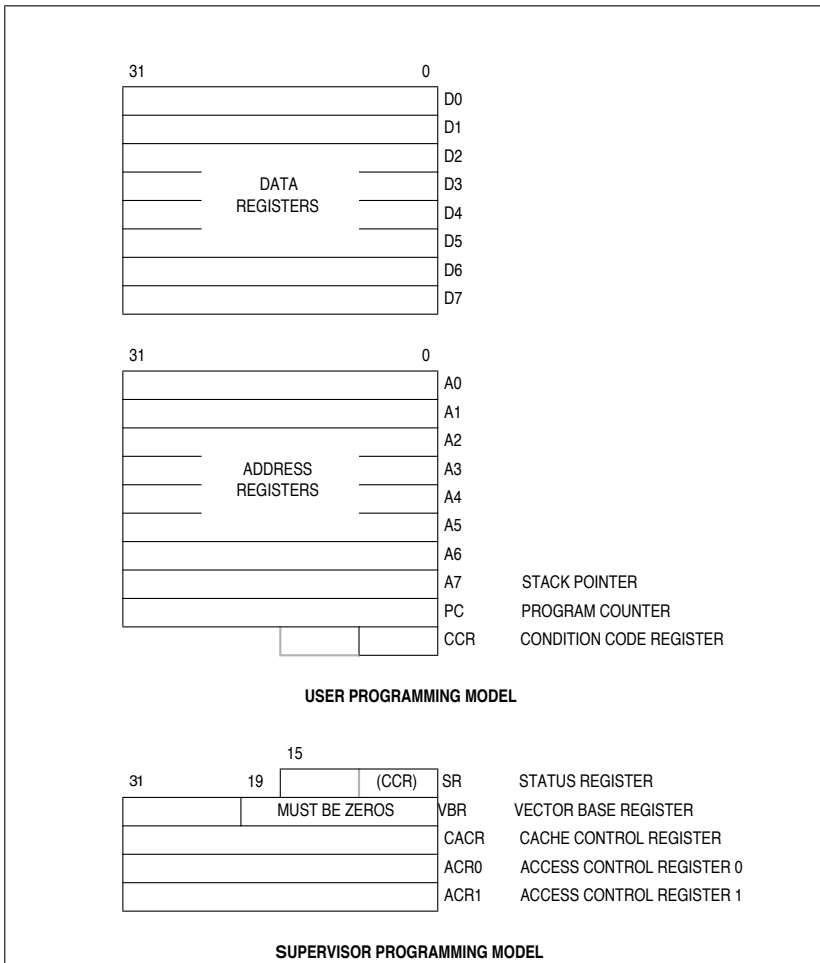 31 0
D0
D1
D2
DATA D3
REGISTERS
D4
D5
D6
D7
31 0
A0
A1
A2
ADDRESS A3
REGISTERS
A4
A5
A6
A7 STACK POINTER
PC PROGRAM COUNTER
CCR CONDITION CODE REGISTER
USER PROGRAMMING MODEL
15
31 19 (CCR) SR STATUS REGISTER
MUST BE ZEROS VBR VECTOR BASE REGISTER
CACR CACHE CONTROL REGISTER
ACR0 ACCESS CONTROL REGISTER 0
ACR1 ACCESS CONTROL REGISTER 1
SUPERVISOR PROGRAMMING MODEL